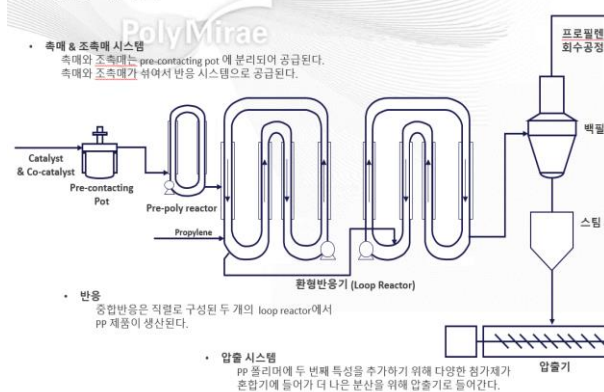 PolyMirae
• 촉매 & 조촉매 시스템
촉매와 조촉매는 pre-contacting pot 에 분리되어 공급된다.
촉매와 조촉매가 섞여서 반응 시스템으로 공급된다.
프로필렌
회수공정
백필
Catalyst
& Co-catalyst
Pre-contacting
Pot
Pre-poly reactor
Propylene
스팀
환형반응기 (Loop Reactor)
• 반응
중합반응은 직렬로 구성된 두 개의 loop reactor에서
PP 제품이 생산된다.
압출기
• 압출 시스템
PP 폴리머에 두 번째 특성을 추가하기 위해 다양한 첨가제가
혼합기에 들어가 더 나은 분산을 위해 압출기로 들어간다.